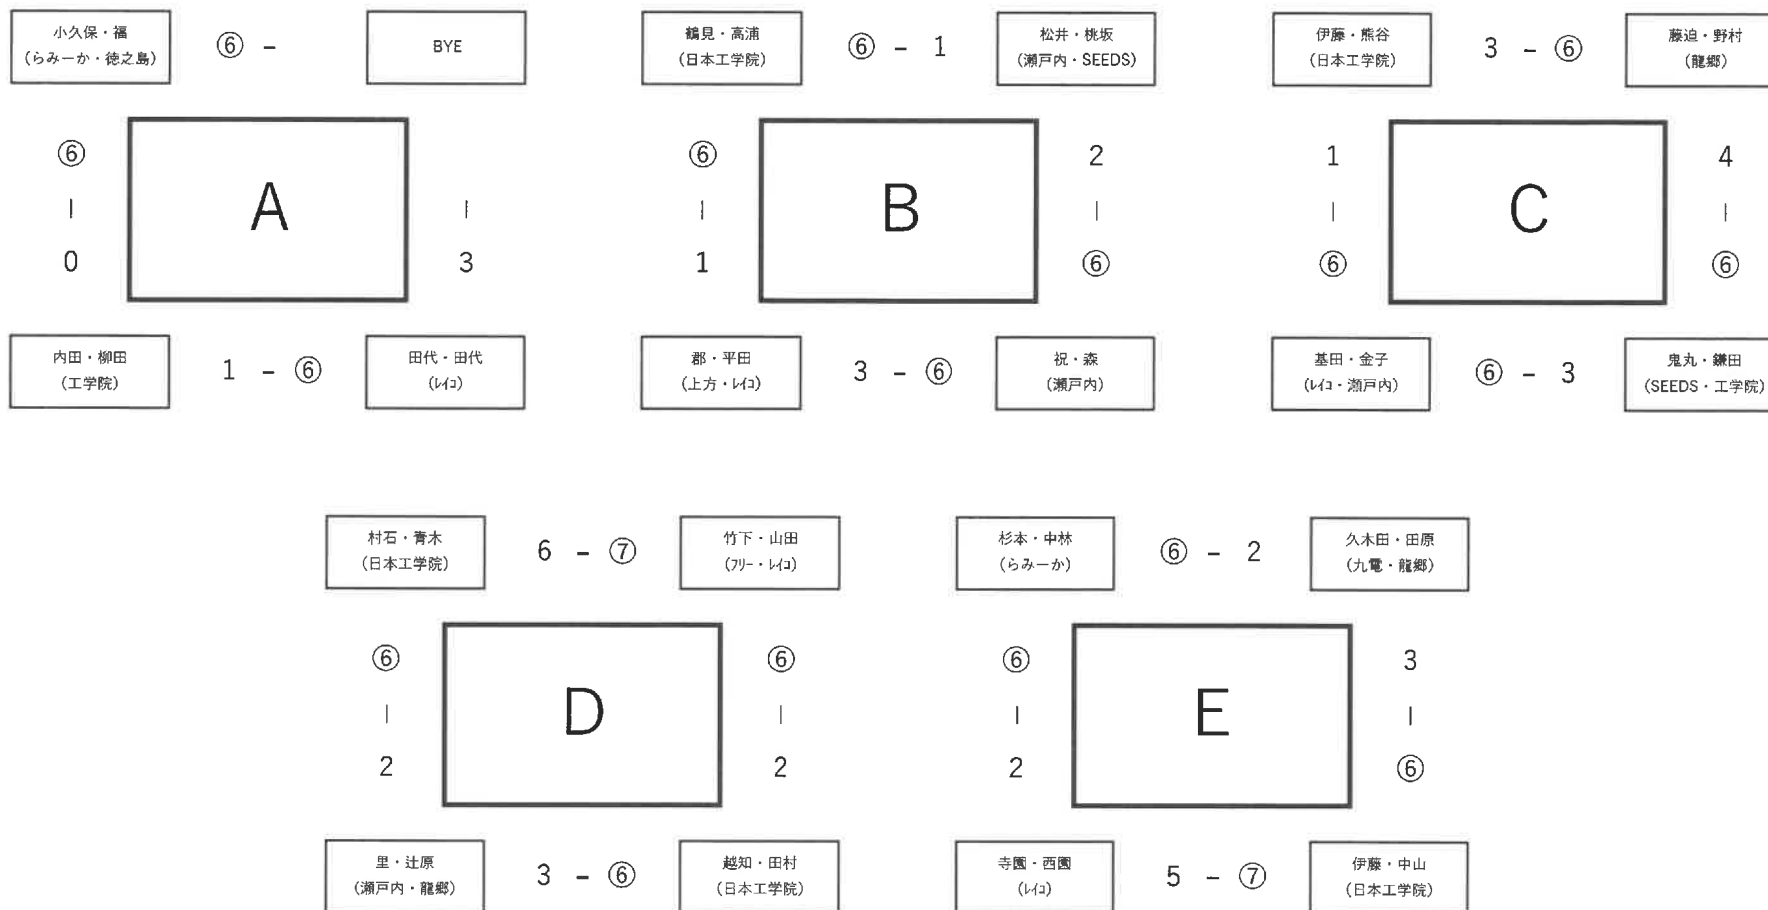 小久保・福
(らみーか・徳之島)
⑥ -
BYE
鶴見・高浦
(日本工学院)
⑥ - 1
松井・桃坂
(瀬戸内・SEEDS)
伊藤・熊谷
(日本工学院)
3 - ⑥
藤迫・野村
(龍郷)
⑥
|
0
A
|
3
⑥
|
1
B
2
|
⑥
1
|
⑥
C
4
|
⑥
内田・柳田
(工学院)
1 - ⑥
田代・田代
(レイコ)
郡・平田
(上方・レイコ)
3 - ⑥
祝・森
(瀬戸内)
基田・金子
(レイコ・瀬戸内)
⑥ - 3
鬼丸・鎌田
(SEEDS・工学院)
村石・青木
(日本工学院)
6 - ⑦
竹下・山田
(フリー・レイコ)
杉本・中林
(らみーか)
⑥ - 2
久木田・田原
(九電・龍郷)
⑥
|
2
D
⑥
|
2
⑥
|
2
E
3
|
⑥
里・辻原
(瀬戸内・龍郷)
3 - ⑥
越知・田村
(日本工学院)
寺園・西園
(レイコ)
5 - ⑦
伊藤・中山
(日本工学院)